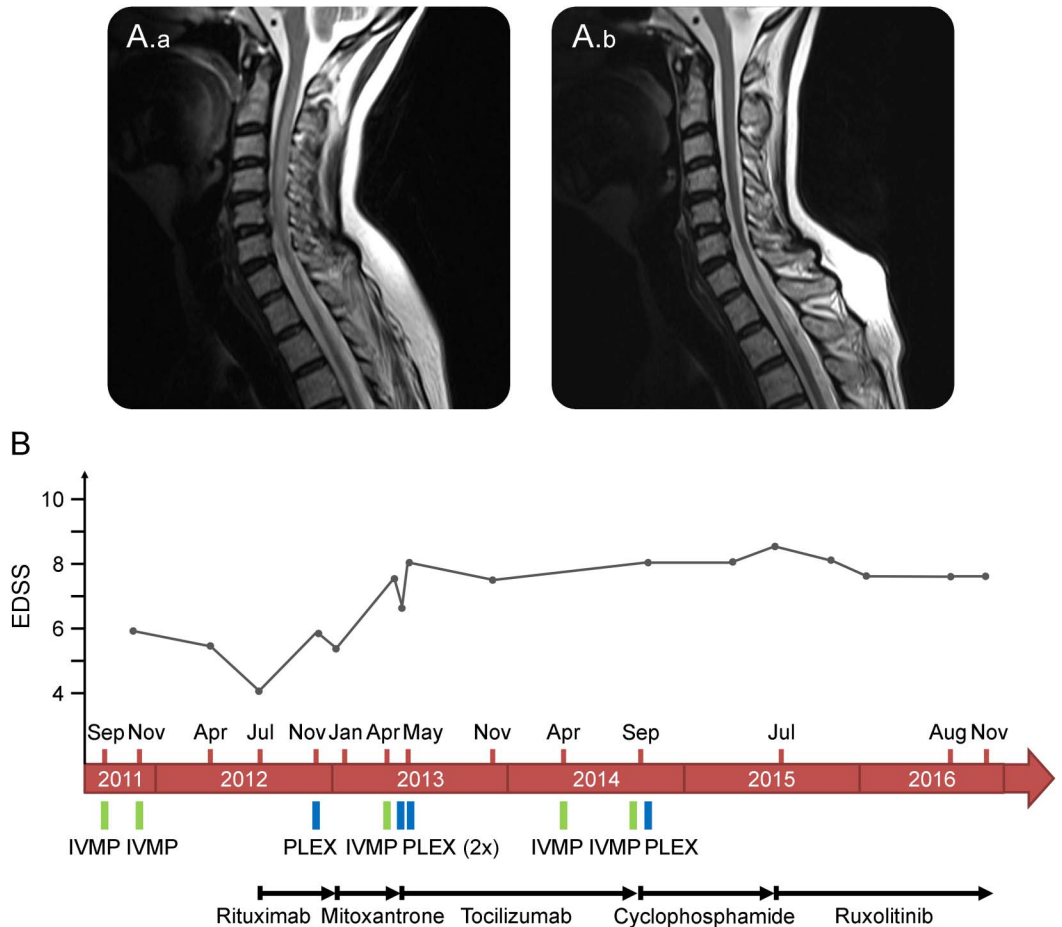 A.a
A.b
B
10
8
6
4
EDSS
Sep Nov Apr Jul Nov Jan Apr May Nov Apr Sep Jul Aug Nov
2011 2012 2013 2014 2015 2016
IVMP IVMP PLEX IVMP PLEX (2x) IVMP IVMP PLEX
Rituximab Mitoxantrone Tocilizumab Cyclophosphamide Ruxolitinib